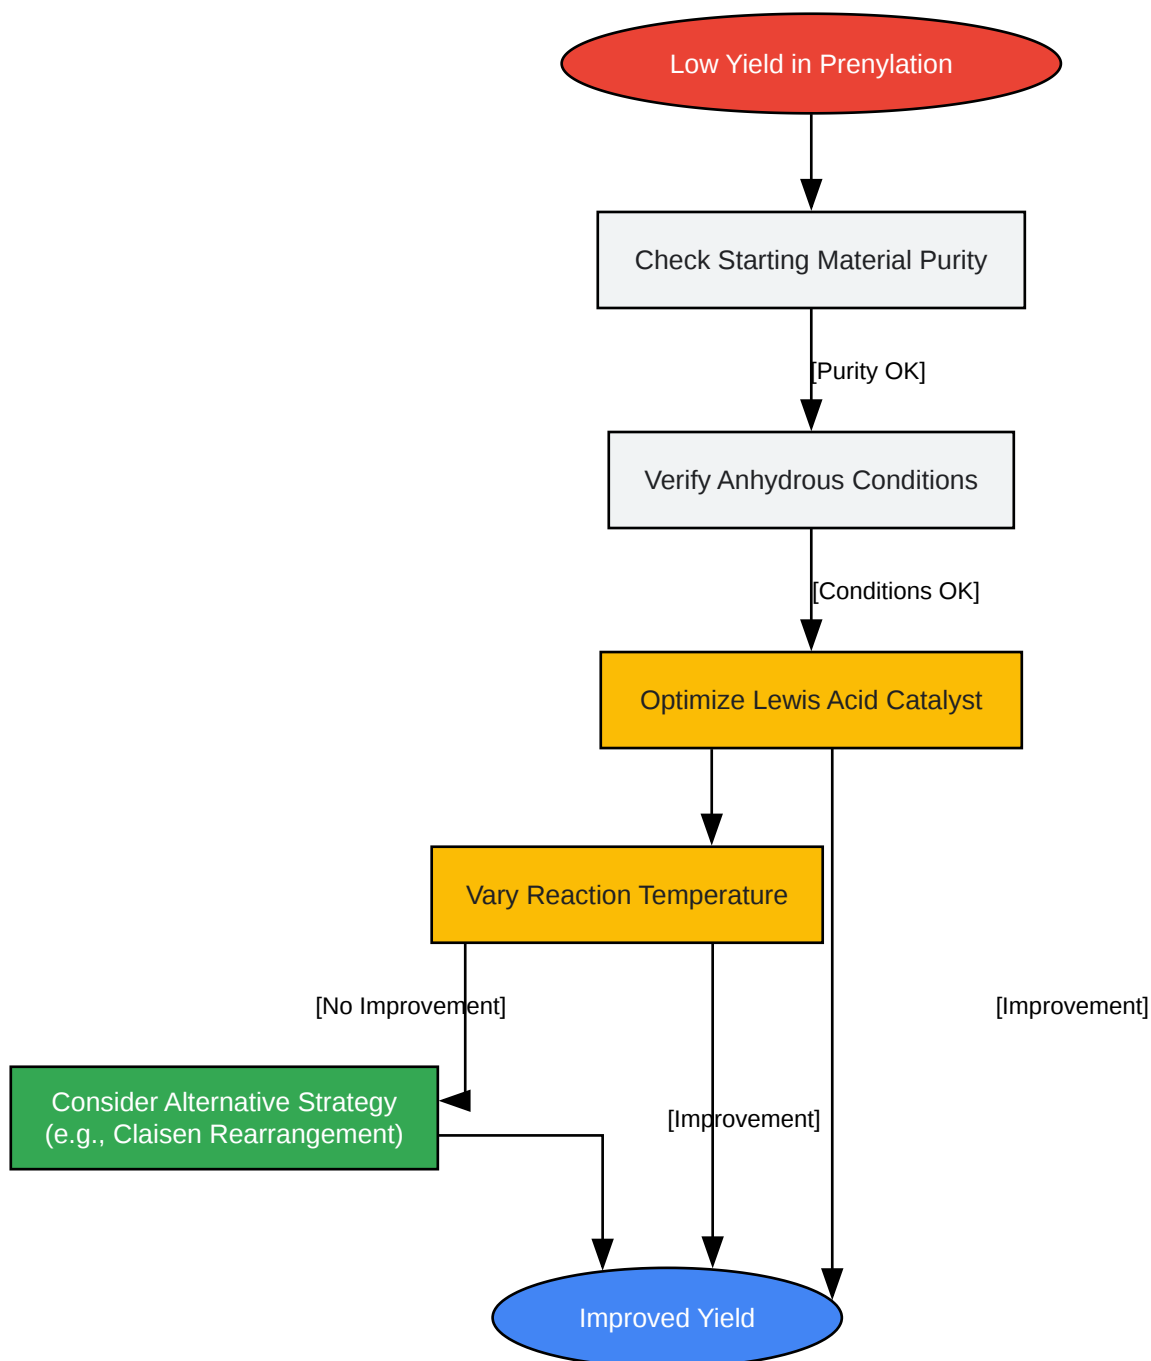 Low Yield in Prenylation
Check Starting Material Purity
[Purity OK]
Verify Anhydrous Conditions
[Conditions OK]
Optimize Lewis Acid Catalyst
Vary Reaction Temperature
[No Improvement]
[Improvement]
Consider Alternative Strategy
(e.g., Claisen Rearrangement)
[Improvement]
Improved Yield